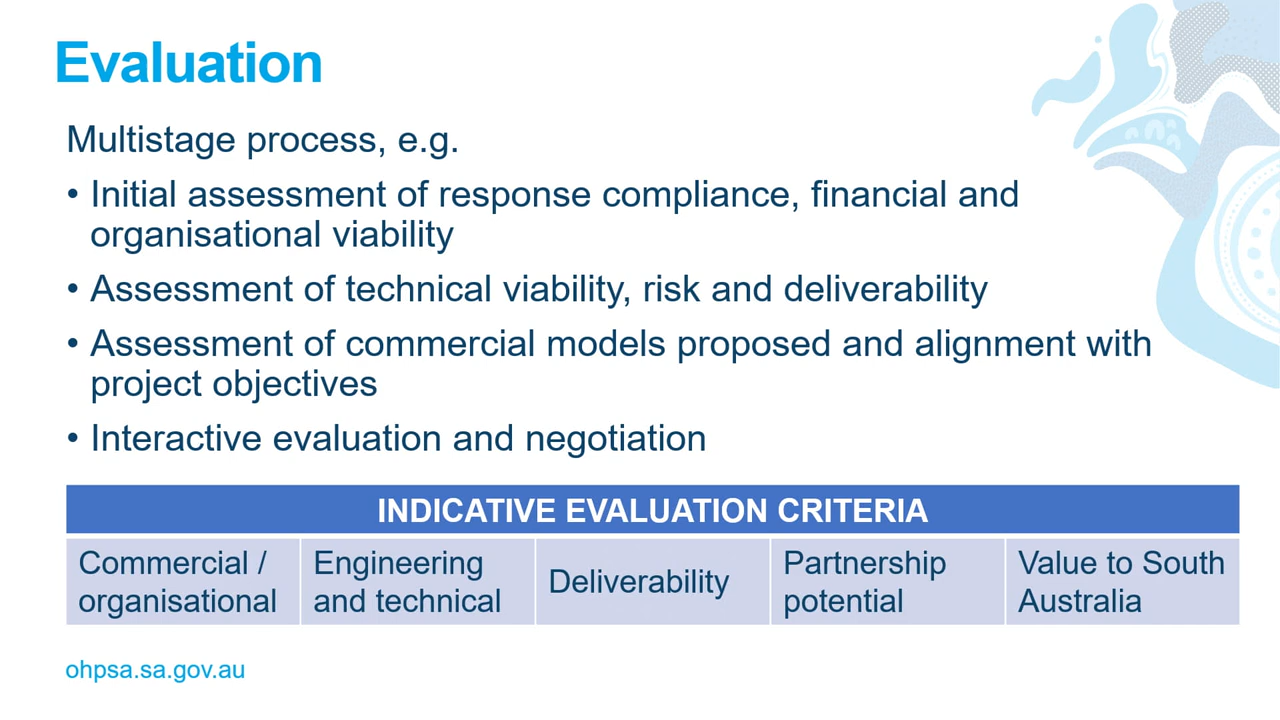 Evaluation
Multistage process, e.g.
• Initial assessment of response compliance, financial and
organisational viability
• Assessment of technical viability, risk and deliverability
• Assessment of commercial models proposed and alignment with
project objectives
• Interactive evaluation and negotiation
INDICATIVE EVALUATION CRITERIA
Commercial /
organisational
Engineering
and technical
Deliverability
Partnership
potential
Value to South
Australia
ohpsa.sa.gov.au